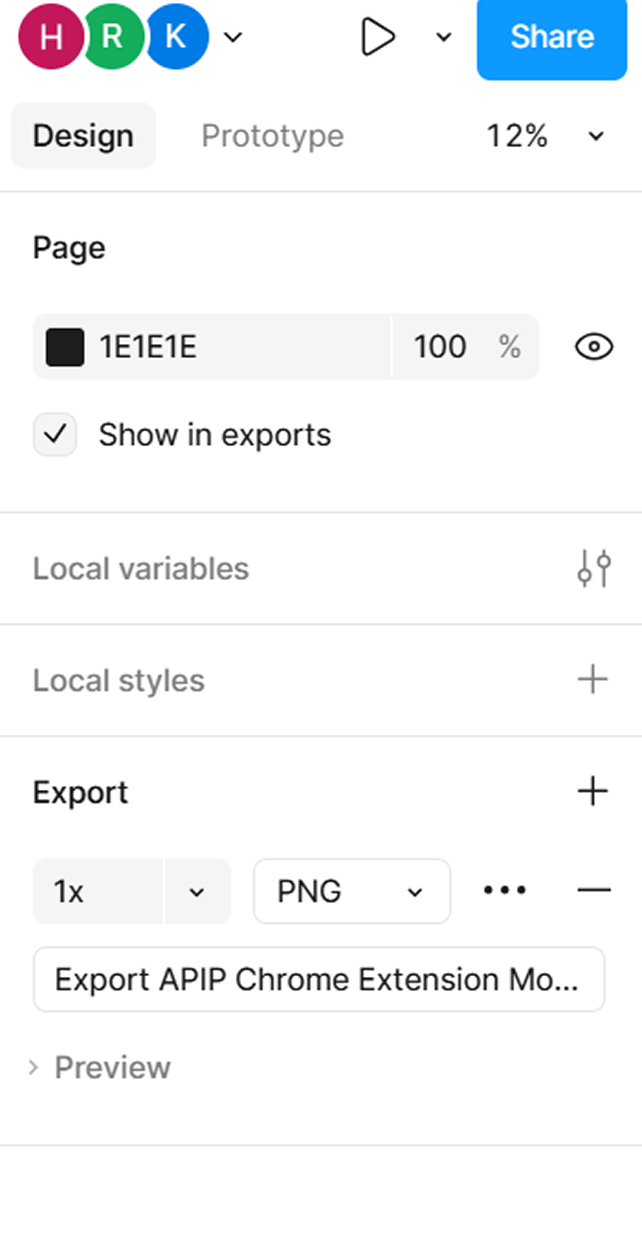 H R K Share
Design Prototype 12%
Page
1E1E1E 100 %
Show in exports
Local variables
Local styles
Export
1x PNG
Export APIP Chrome Extension Mo...
Preview